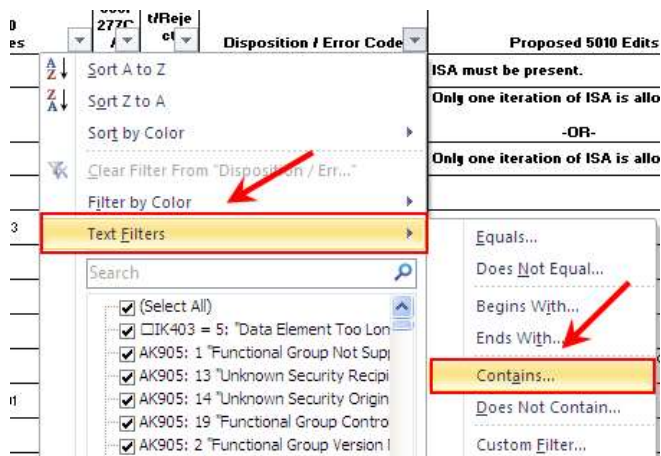 277C
t/Reje
es
Disposition / Error Code
Proposed 5010 Edits
Sort A to Z
ISA must be present.
Sort Z to A
Only one iteration of ISA is allo
Sort by Color
-OR-
Clear Filter From "Disposition / Err..."
Only one iteration of ISA is allo
Filter by Color
3
Text Filters
Equals...
Search
Does Not Equal...
(Select All)
Begins With...
□IK403 = 5: "Data Element Too Lon
Ends With...
AK905: 1 "Functional Group Not Sup
AK905: 13 "Unknown Security Recipi
Contains...
AK905: 14 "Unknown Security Origin
Does Not Contain...
AK905: 19 "Functional Group Contro
AK905: 2 "Functional Group Version
Custom Filter...